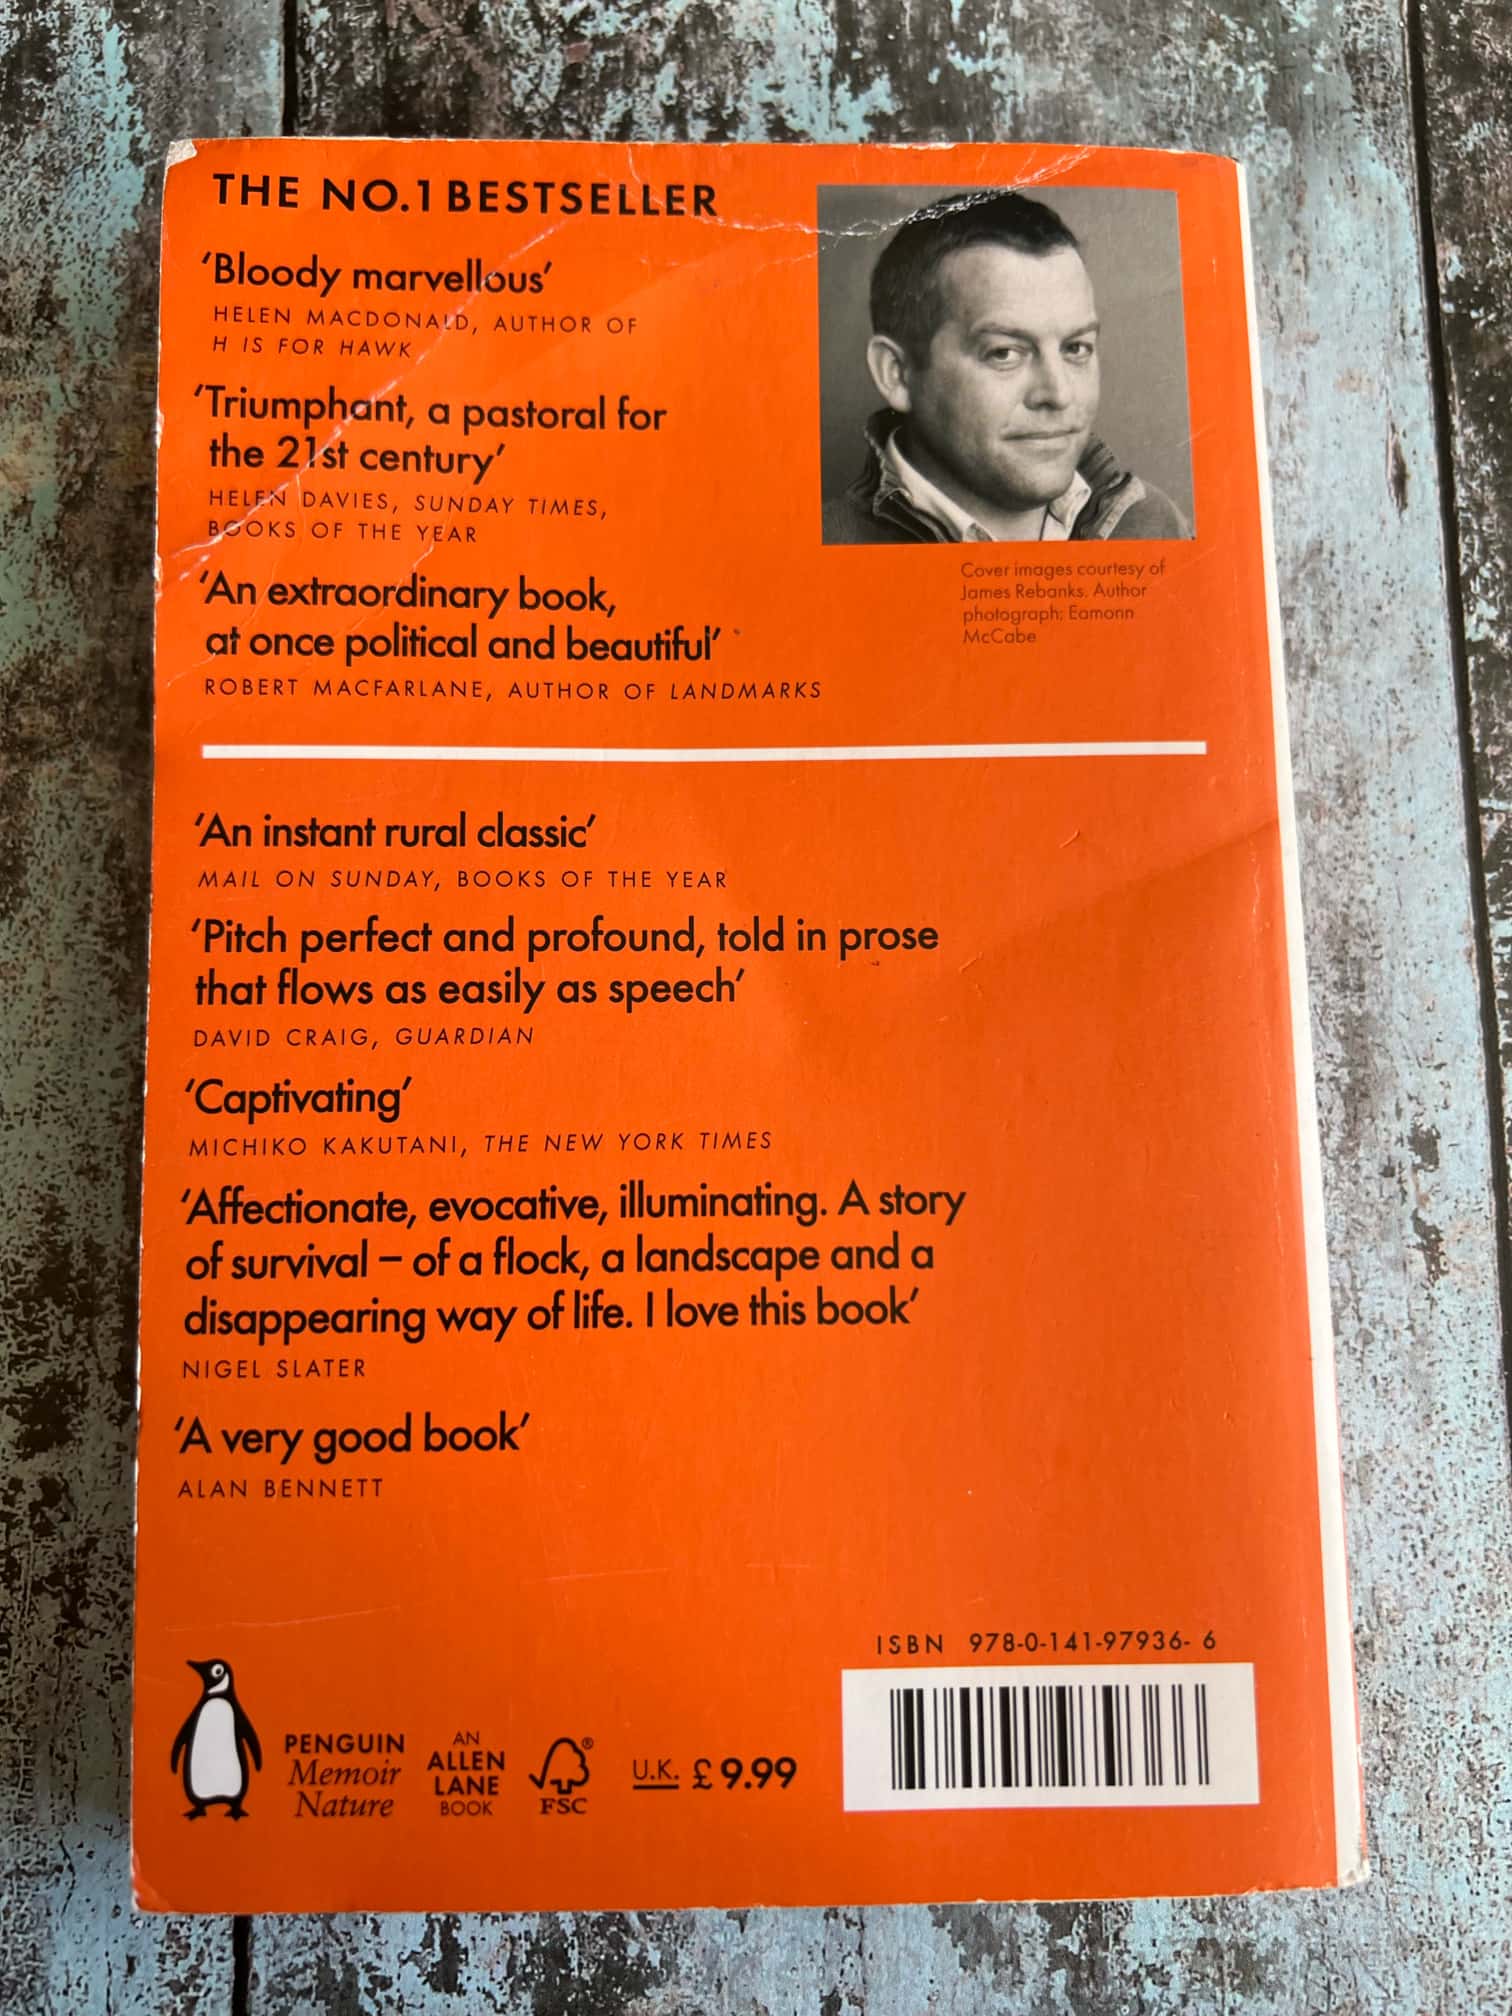 THE NO.1 BESTSELLER
‘Bloody marvellous’
HELEN MACDONALD, AUTHOR OF
H IS FOR HAWK
‘Triumphant, a pastoral for
the 21st century’
HELEN DAVIES, SUNDAY TIMES,
BOOKS OF THE YEAR
‘An extraordinary book,
at once political and beautiful’
ROBERT MACFARLANE, AUTHOR OF LANDMARKS
Cover images courtesy of
James Rebanks. Author
photograph: Eamonn
McCabe
‘An instant rural classic’
MAIL ON SUNDAY, BOOKS OF THE YEAR
‘Pitch perfect and profound, told in prose
that flows as easily as speech’
DAVID CRAIG, GUARDIAN
‘Captivating’
MICHIKO KAKUTANI, THE NEW YORK TIMES
‘Affectionate, evocative, illuminating. A story
of survival – of a flock, a landscape and a
disappearing way of life. I love this book’
NIGEL SLATER
‘A very good book’
ALAN BENNETT
PENGUIN
Memoir
Nature
AN
ALLEN
LANE
BOOK
®
FSC
U.K. £9.99
ISBN 978-0-141-97936-6